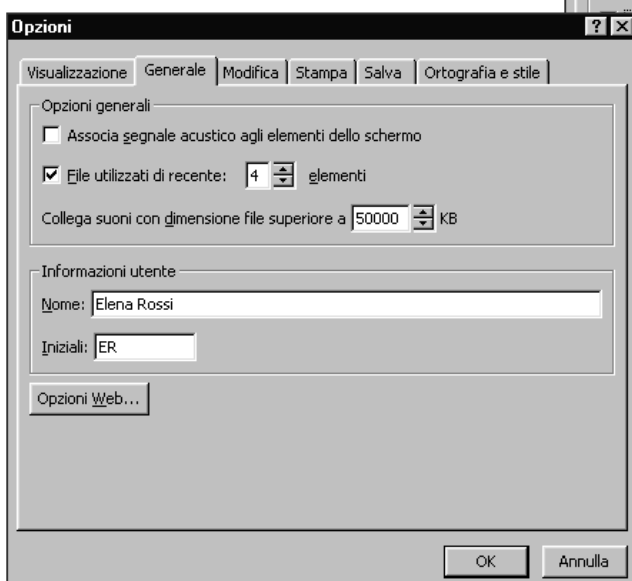 Opzioni
Visualizzazione Generale Modifica Stampa Salva Ortografia e stile
Opzioni generali
Associa segnale acustico agli elementi dello schermo
File utilizzati di recente: 4 elementi
Collega suoni con dimensione file superiore a 50000 KB
Informazioni utente
Nome: Elena Rossi
Iniziali: ER
Opzioni Web...
OK Annulla